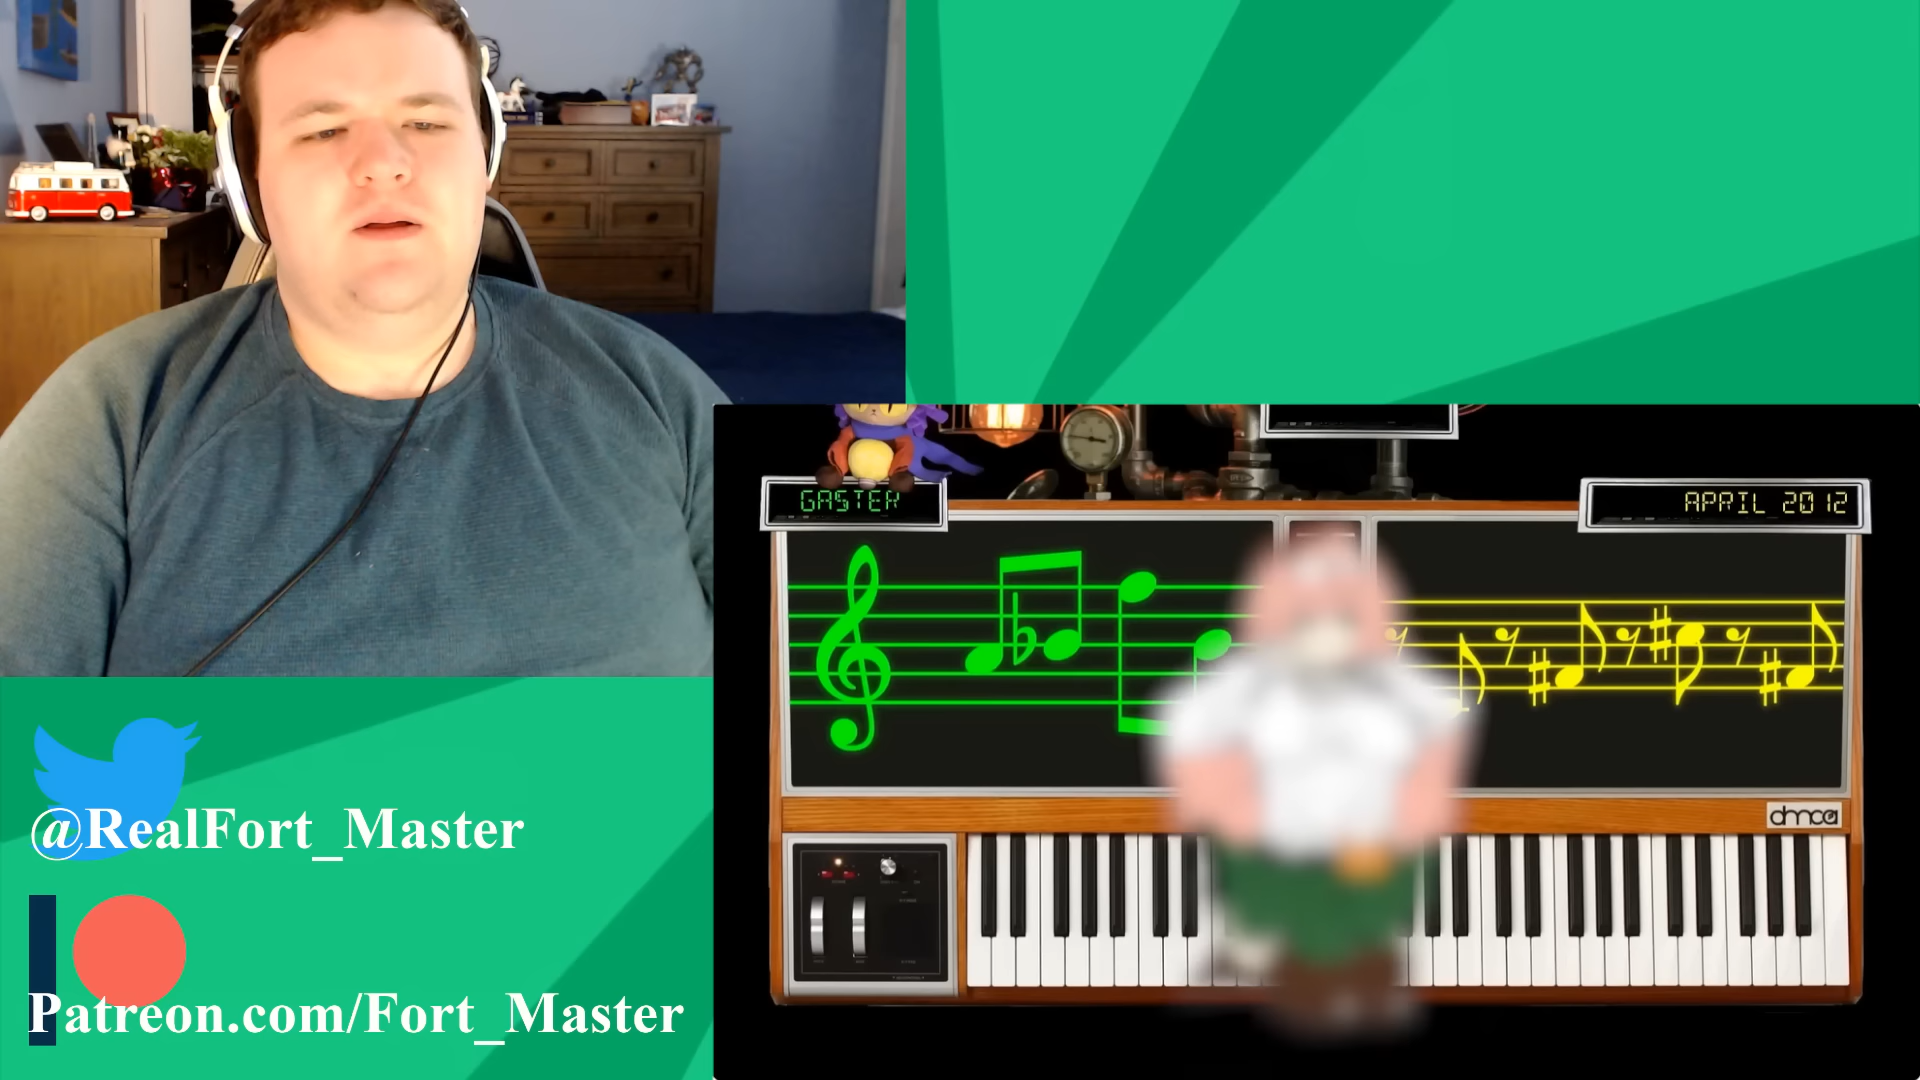 GASTER
APRIL 2012
dmca
@RealFort_Master
Patreon.com/Fort_Master